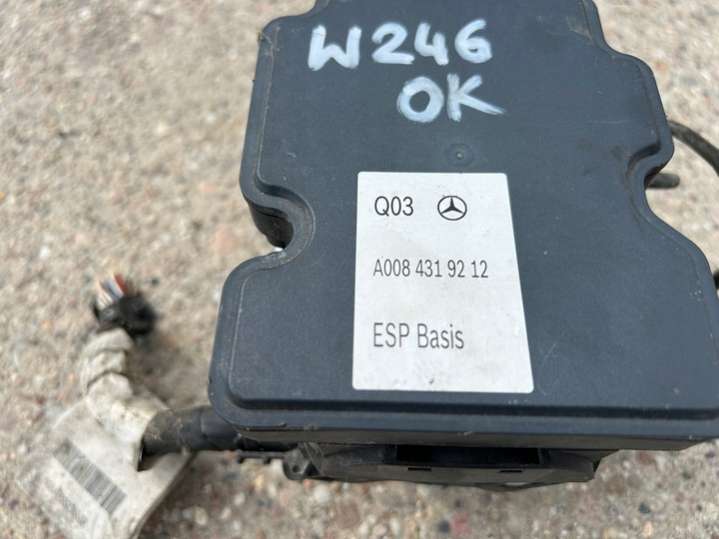 W246
OK
Q03
A008 431 92 12
ESP Basis